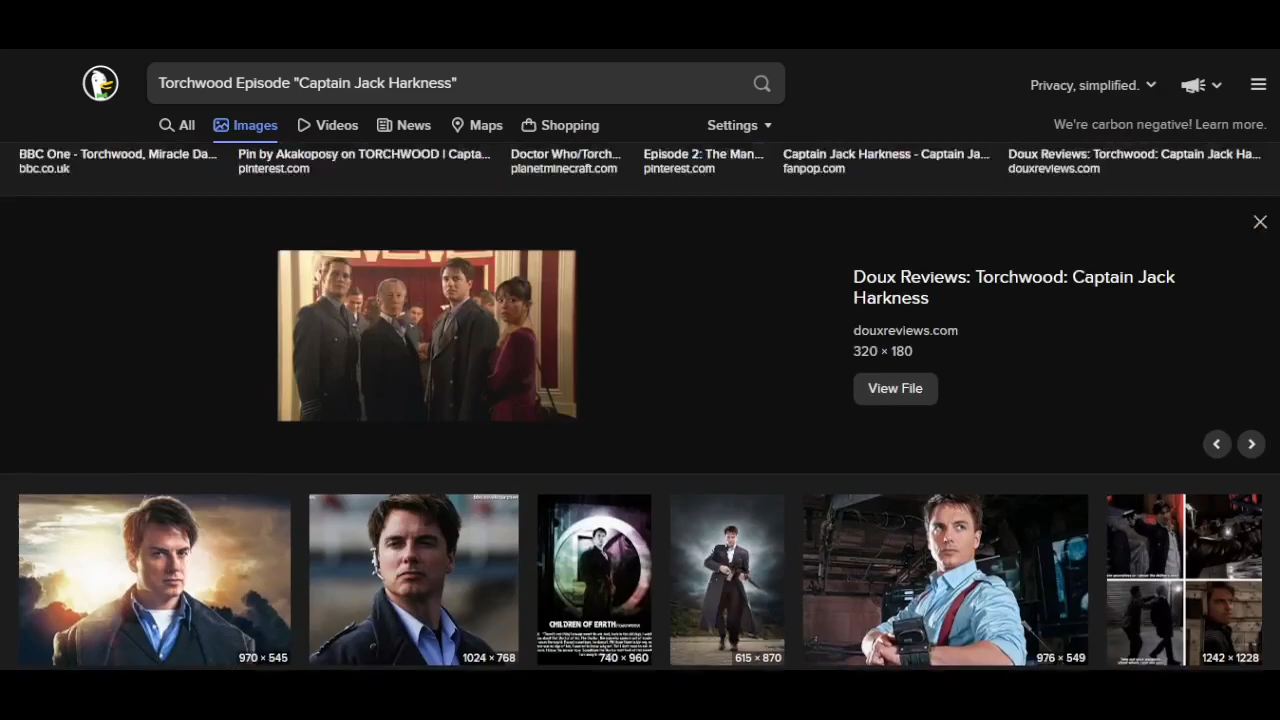 Torchwood Episode "Captain Jack Harkness"
Privacy, simplified.
All
Images
Videos
News
Maps
Shopping
Settings
We're carbon negative! Learn more.
BBC One - Torchwood, Miracle Da...
bbc.co.uk
Pin by Akakoposy on TORCHWOOD | Capta...
pinterest.com
Doctor Who/Torch...
planetminecraft.com
Episode 2: The Man...
pinterest.com
Captain Jack Harkness - Captain Ja...
fanpop.com
Doux Reviews: Torchwood: Captain Jack Ha...
douxreviews.com
Doux Reviews: Torchwood: Captain Jack
Harkness
douxreviews.com
320 × 180
View File
970 × 545
1024 × 768
CHILDREN OF EARTH
740 × 960
615 × 870
976 × 549
1242 × 1228